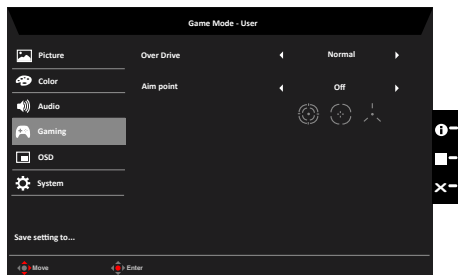 Game Mode - User
Picture
Over Drive Normal
Color
Aim point Off
Audio
Gaming
OSD
System
Save setting to...
Move Enter